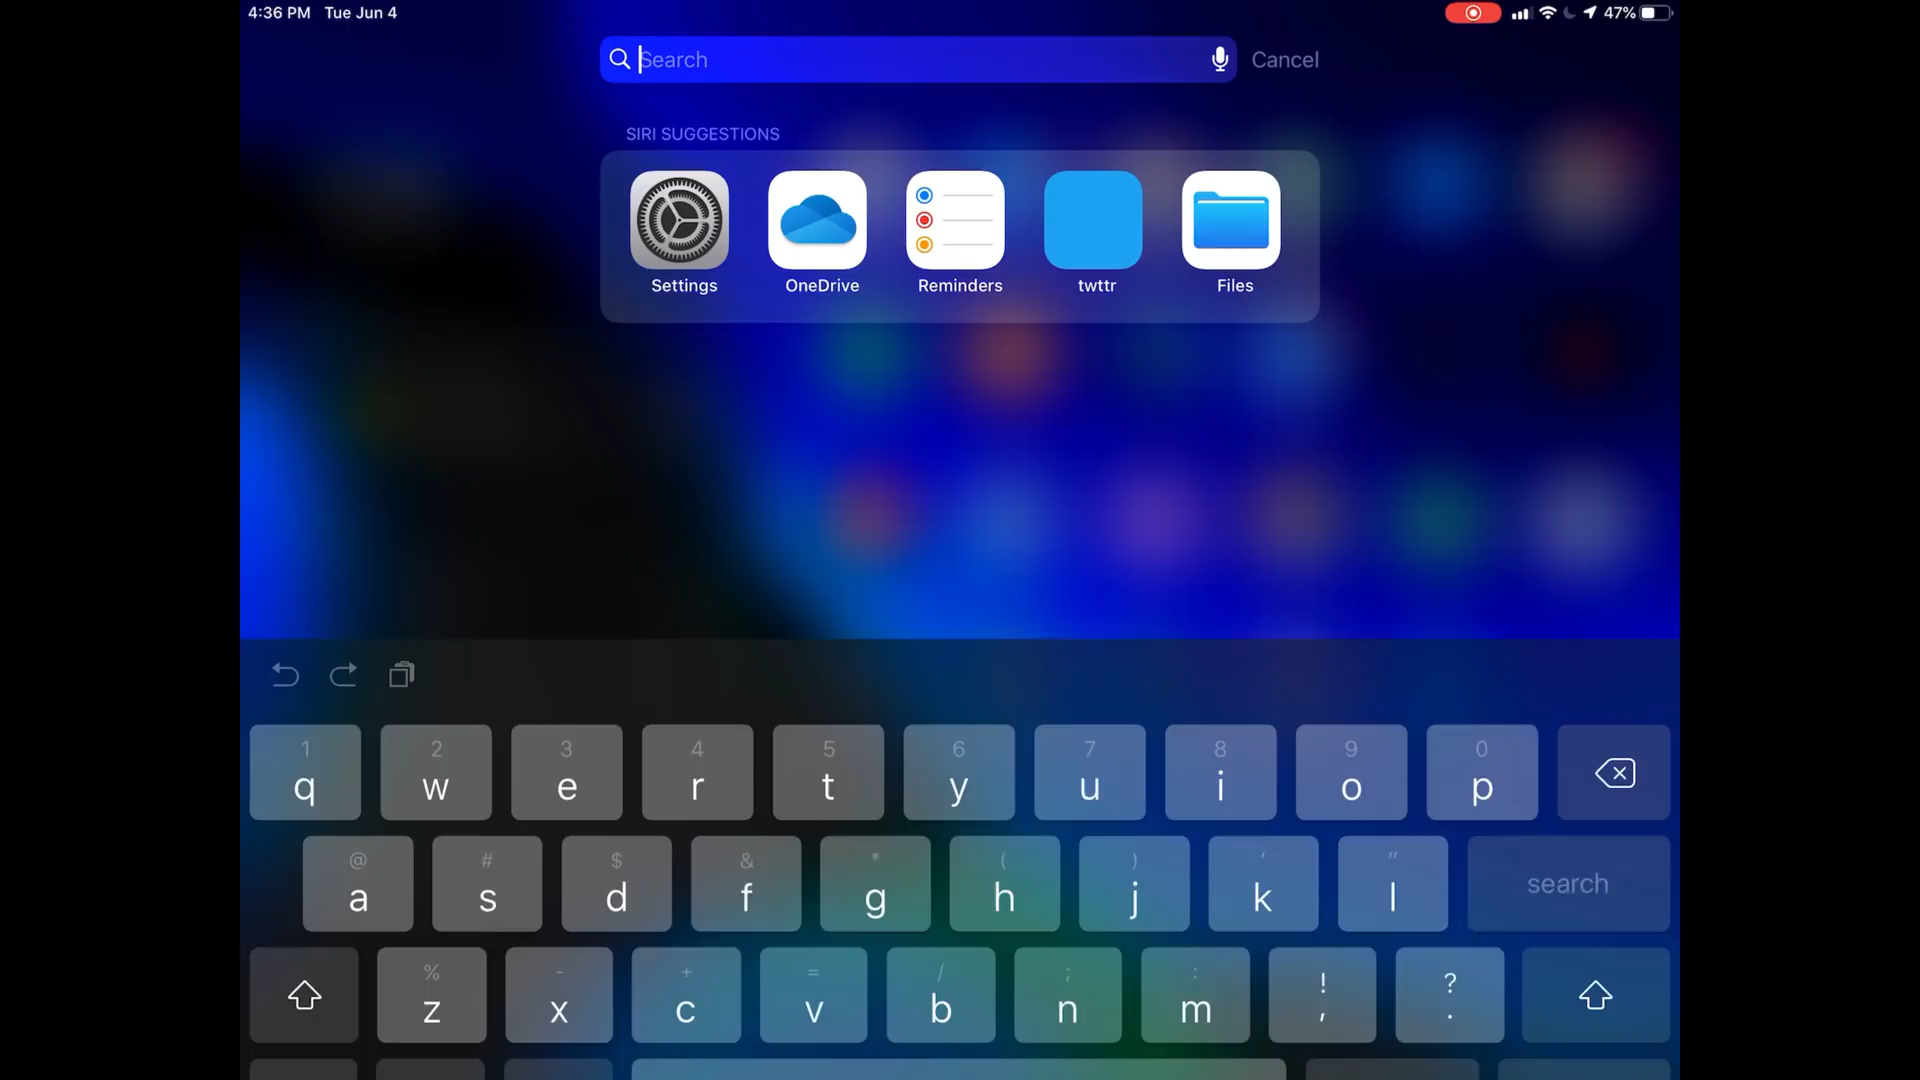 4:36 PM Tue Jun 4 47%
Search Cancel
SIRI SUGGESTIONS
Settings OneDrive Reminders twttr Files
1 2 3 4 5 6 7 8 9 0
q w e r t y u i o p
@ # $ & * ( ) ' "
a s d f g h j k l search
% - + = / ; : ! ?
z x c v b n m , .